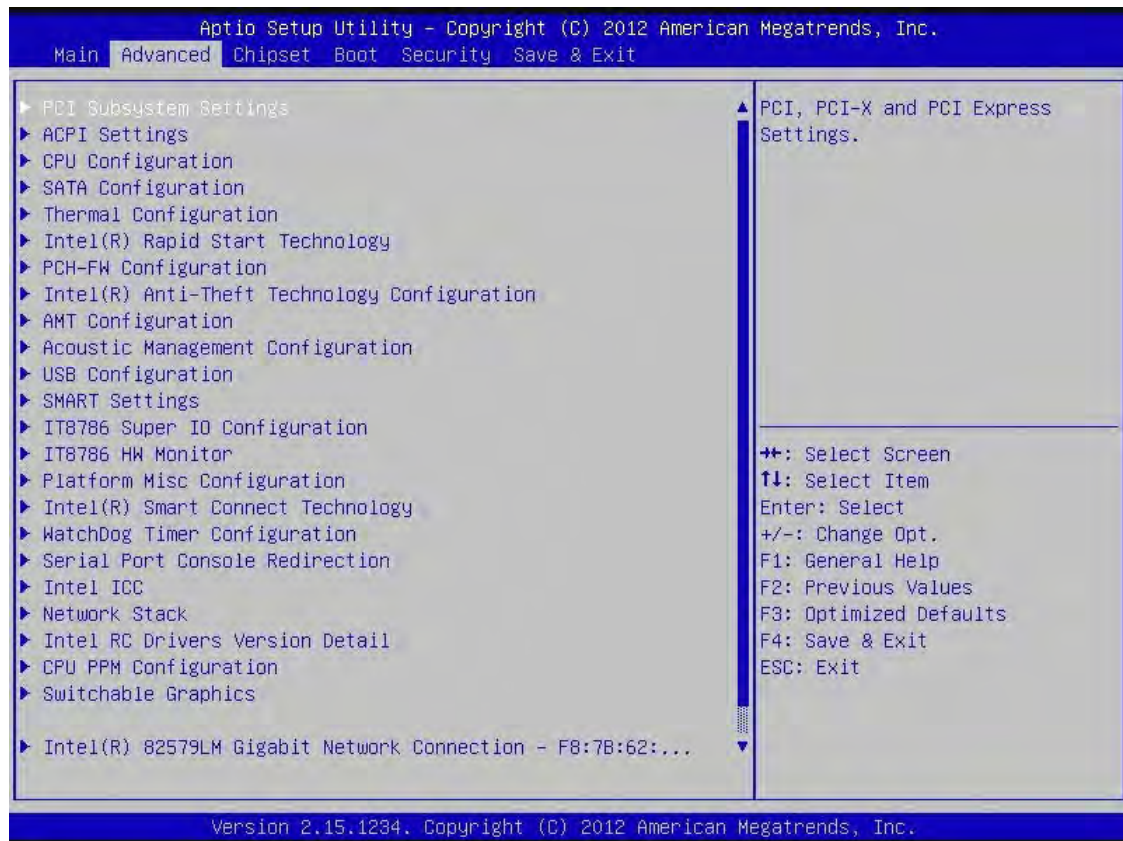 Aptio Setup Utility – Copyright (C) 2012 American Megatrends, Inc.
Main Advanced Chipset Boot Security Save & Exit
▶ PCI Subsystem Settings
▶ ACPI Settings
▶ CPU Configuration
▶ SATA Configuration
▶ Thermal Configuration
▶ Intel(R) Rapid Start Technology
▶ PCH-FW Configuration
▶ Intel(R) Anti-Theft Technology Configuration
▶ AMT Configuration
▶ Acoustic Management Configuration
▶ USB Configuration
▶ SMART Settings
▶ IT8786 Super IO Configuration
▶ IT8786 HW Monitor
▶ Platform Misc Configuration
▶ Intel(R) Smart Connect Technology
▶ WatchDog Timer Configuration
▶ Serial Port Console Redirection
▶ Intel ICC
▶ Network Stack
▶ Intel RC Drivers Version Detail
▶ CPU PPM Configuration
▶ Switchable Graphics
▶ Intel(R) 82579LM Gigabit Network Connection – F8:7B:62:...
PCI, PCI-X and PCI Express
Settings.
→←: Select Screen
↑↓: Select Item
Enter: Select
+/-: Change Opt.
F1: General Help
F2: Previous Values
F3: Optimized Defaults
F4: Save & Exit
ESC: Exit
Version 2.15.1234. Copyright (C) 2012 American Megatrends, Inc.